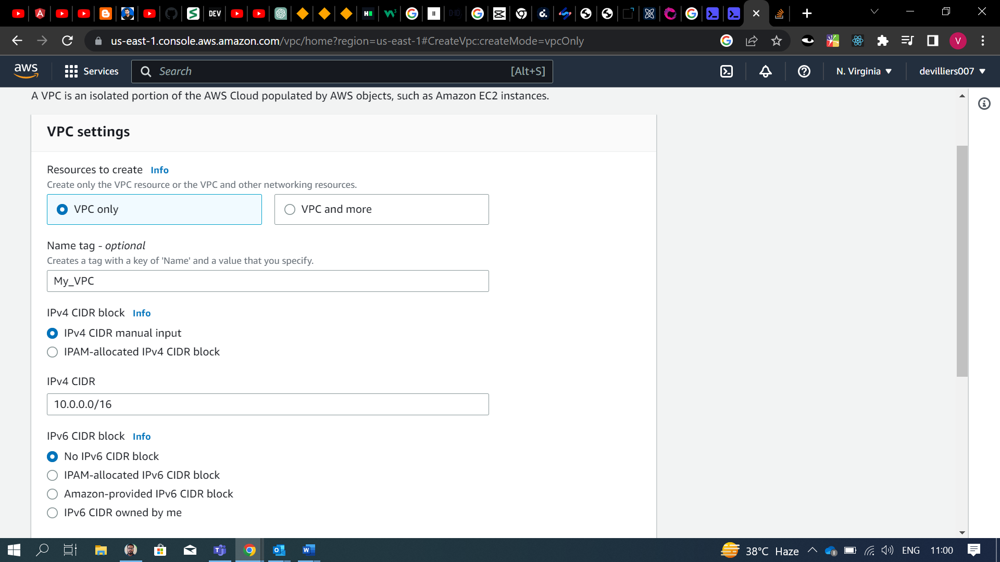 DEV
us-east-1.console.aws.amazon.com/vpc/home?region=us-east-1#CreateVpc:createMode=vpcOnly
V
aws
Services
Search
[Alt+S]
N. Virginia
devilliers007
A VPC is an isolated portion of the AWS Cloud populated by AWS objects, such as Amazon EC2 instances.
VPC settings
Resources to create Info
Create only the VPC resource or the VPC and other networking resources.
VPC only
VPC and more
Name tag - optional
Creates a tag with a key of 'Name' and a value that you specify.
My_VPC
IPv4 CIDR block Info
IPv4 CIDR manual input
IPAM-allocated IPv4 CIDR block
IPv4 CIDR
10.0.0.0/16
IPv6 CIDR block Info
No IPv6 CIDR block
IPAM-allocated IPv6 CIDR block
Amazon-provided IPv6 CIDR block
IPv6 CIDR owned by me
38°C Haze
ENG
11:00